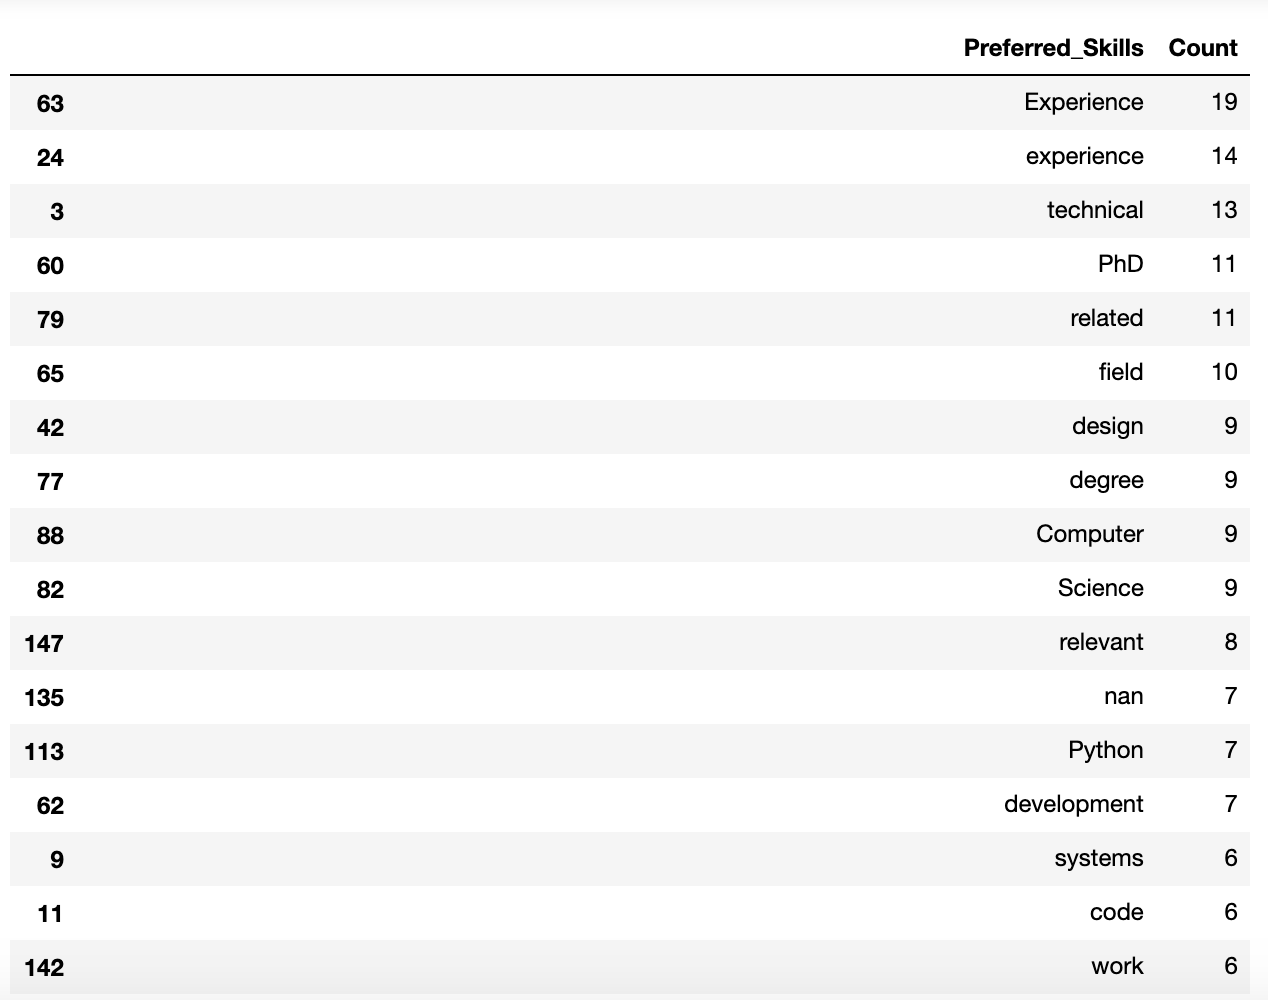 Preferred_Skills Count
63 Experience 19
24 experience 14
3 technical 13
60 PhD 11
79 related 11
65 field 10
42 design 9
77 degree 9
88 Computer 9
82 Science 9
147 relevant 8
135 nan 7
113 Python 7
62 development 7
9 systems 6
11 code 6
142 work 6